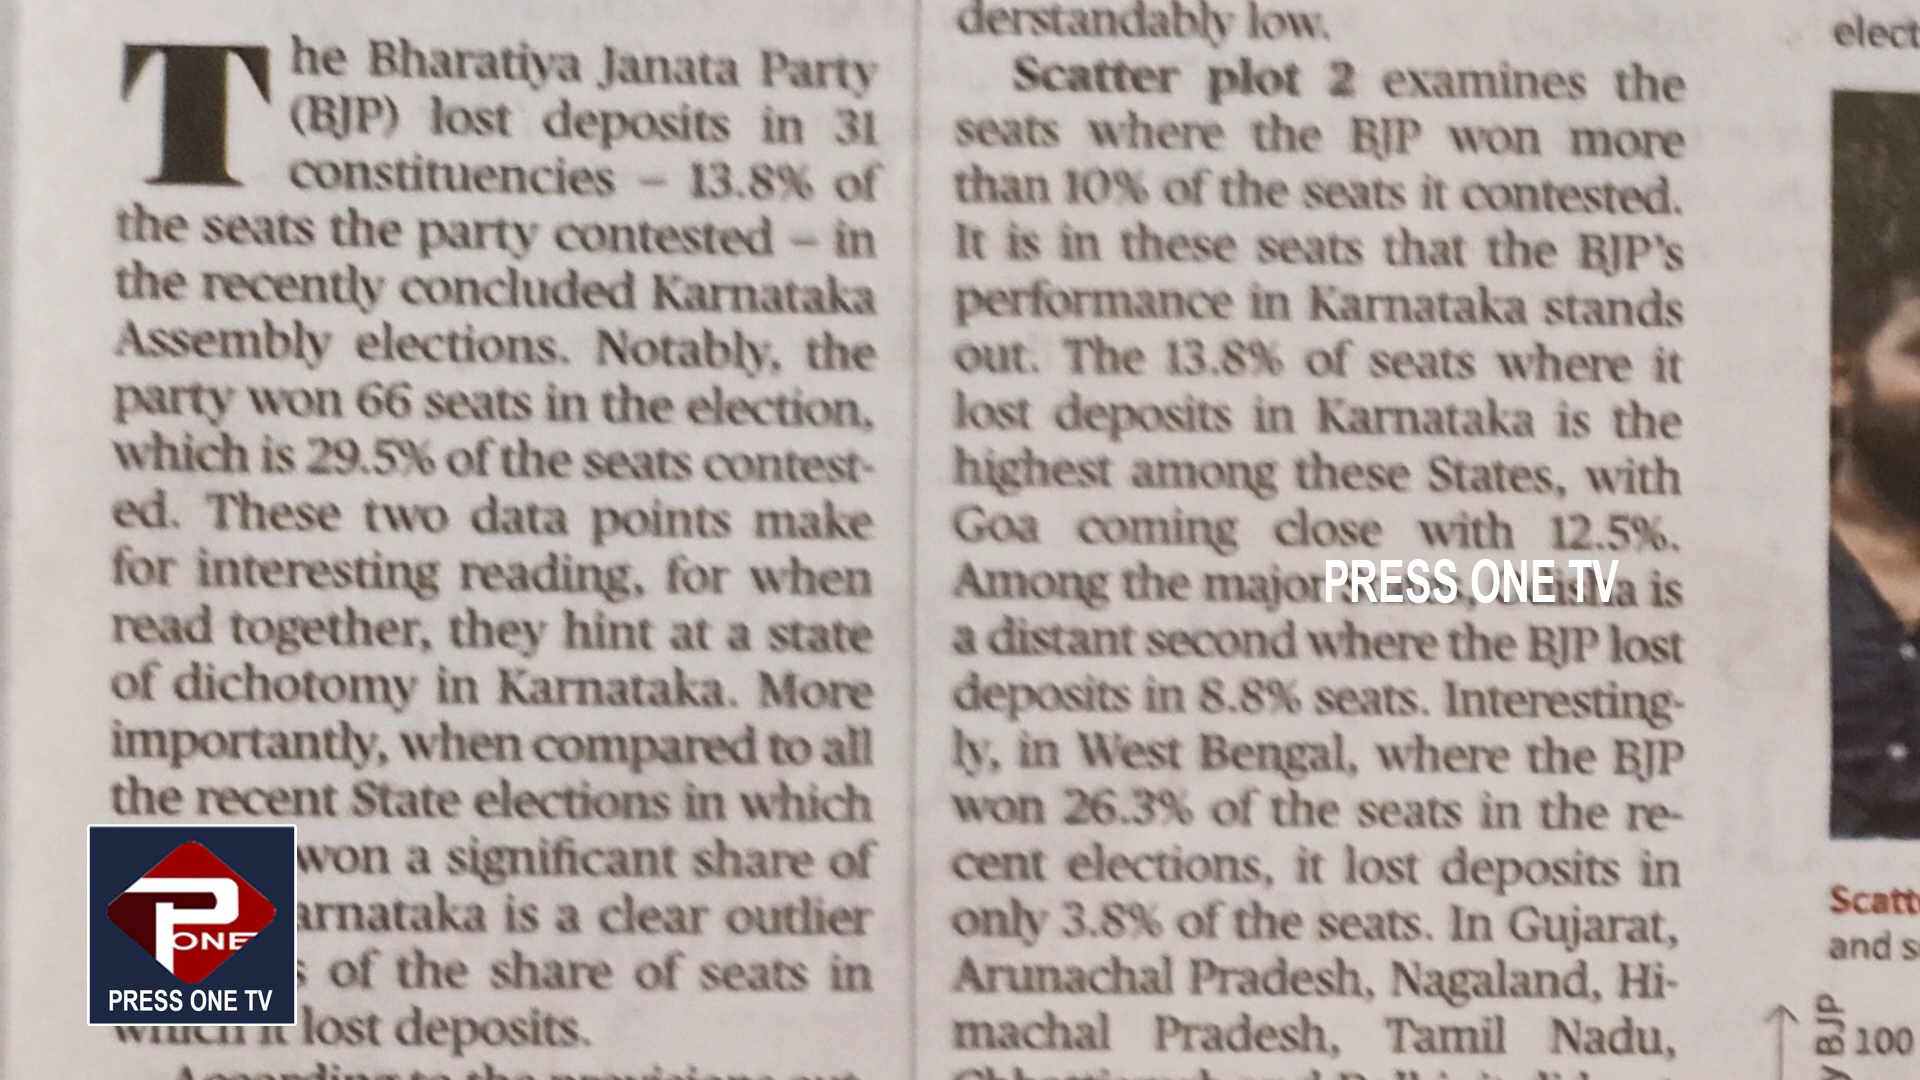 The Bharatiya Janata Party
(BJP) lost deposits in 31
constituencies – 13.8% of
the seats the party contested – in
the recently concluded Karnataka
Assembly elections. Notably, the
party won 66 seats in the election,
which is 29.5% of the seats contest-
ed. These two data points make
for interesting reading, for when
read together, they hint at a state
of dichotomy in Karnataka. More
importantly, when compared to all
the recent State elections in which
won a significant share of
arnataka is a clear outlier
of the share of seats in
which it lost deposits.
derstandably low.
Scatter plot 2 examines the
seats where the BJP won more
than 10% of the seats it contested.
It is in these seats that the BJP's
performance in Karnataka stands
out. The 13.8% of seats where it
lost deposits in Karnataka is the
highest among these States, with
Goa coming close with 12.5%.
Among the major is
a distant second where the BJP lost
deposits in 8.8% seats. Interesting-
ly, in West Bengal, where the BJP
won 26.3% of the seats in the re-
cent elections, it lost deposits in
only 3.8% of the seats. In Gujarat,
Arunachal Pradesh, Nagaland, Hi-
machal Pradesh, Tamil Nadu,
elect
Scatt
and s
BJP
100
PRESS ONE TV
P ONE
PRESS ONE TV